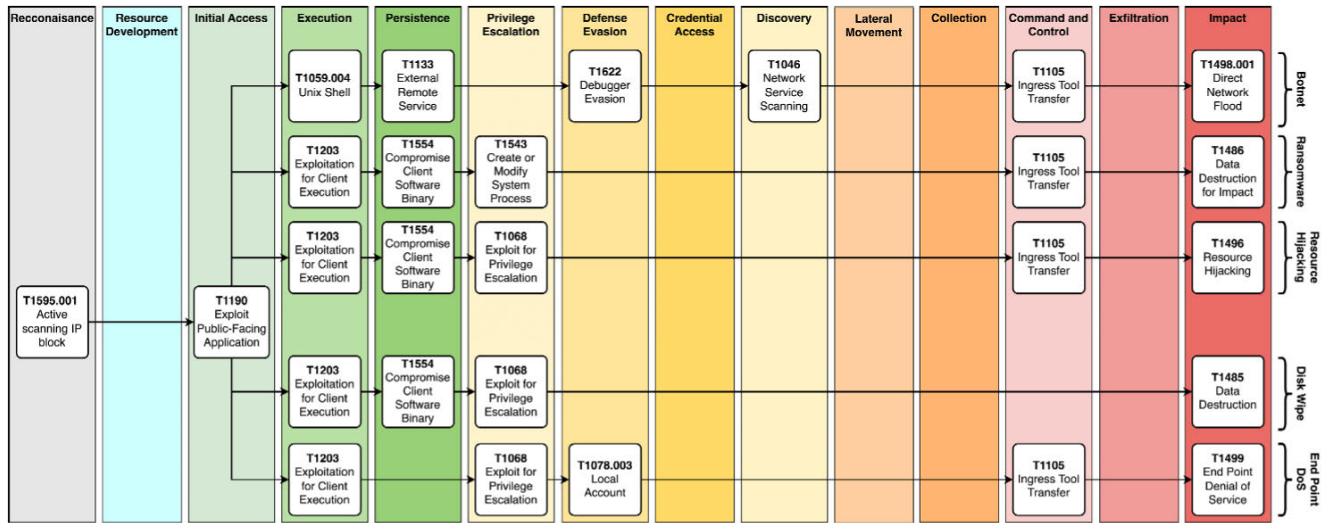 Recconaisance
Resource
Development
Initial Access
Execution
Persistence
Privilege
Escalation
Defense
Evasion
Credential
Access
Discovery
Lateral
Movement
Collection
Command and
Control
Exfiltration
Impact
T1059.004
Unix Shell
T1133
External
Remote
Service
T1622
Debugger
Evasion
T1046
Network
Service
Scanning
T1105
Ingress Tool
Transfer
T1498.001
Direct
Network
Flood
Botnet
T1203
Exploitation
for Client
Execution
T1554
Compromise
Client
Software
Binary
T1543
Create or
Modify
System
Process
T1105
Ingress Tool
Transfer
T1486
Data
Destruction
for Impact
Ransomware
T1203
Exploitation
for Client
Execution
T1554
Compromise
Client
Software
Binary
T1068
Exploit for
Privilege
Escalation
T1105
Ingress Tool
Transfer
T1496
Resource
Hijacking
Resource
Hijacking
T1595.001
Active
scanning IP
block
T1190
Exploit
Public-Facing
Application
T1203
Exploitation
for Client
Execution
T1554
Compromise
Client
Software
Binary
T1068
Exploit for
Privilege
Escalation
T1485
Data
Destruction
Disk Wipe
T1203
Exploitation
for Client
Execution
T1068
Exploit for
Privilege
Escalation
T1078.003
Local
Account
T1105
Ingress Tool
Transfer
T1499
End Point
Denial of
Service
End Point
DoS